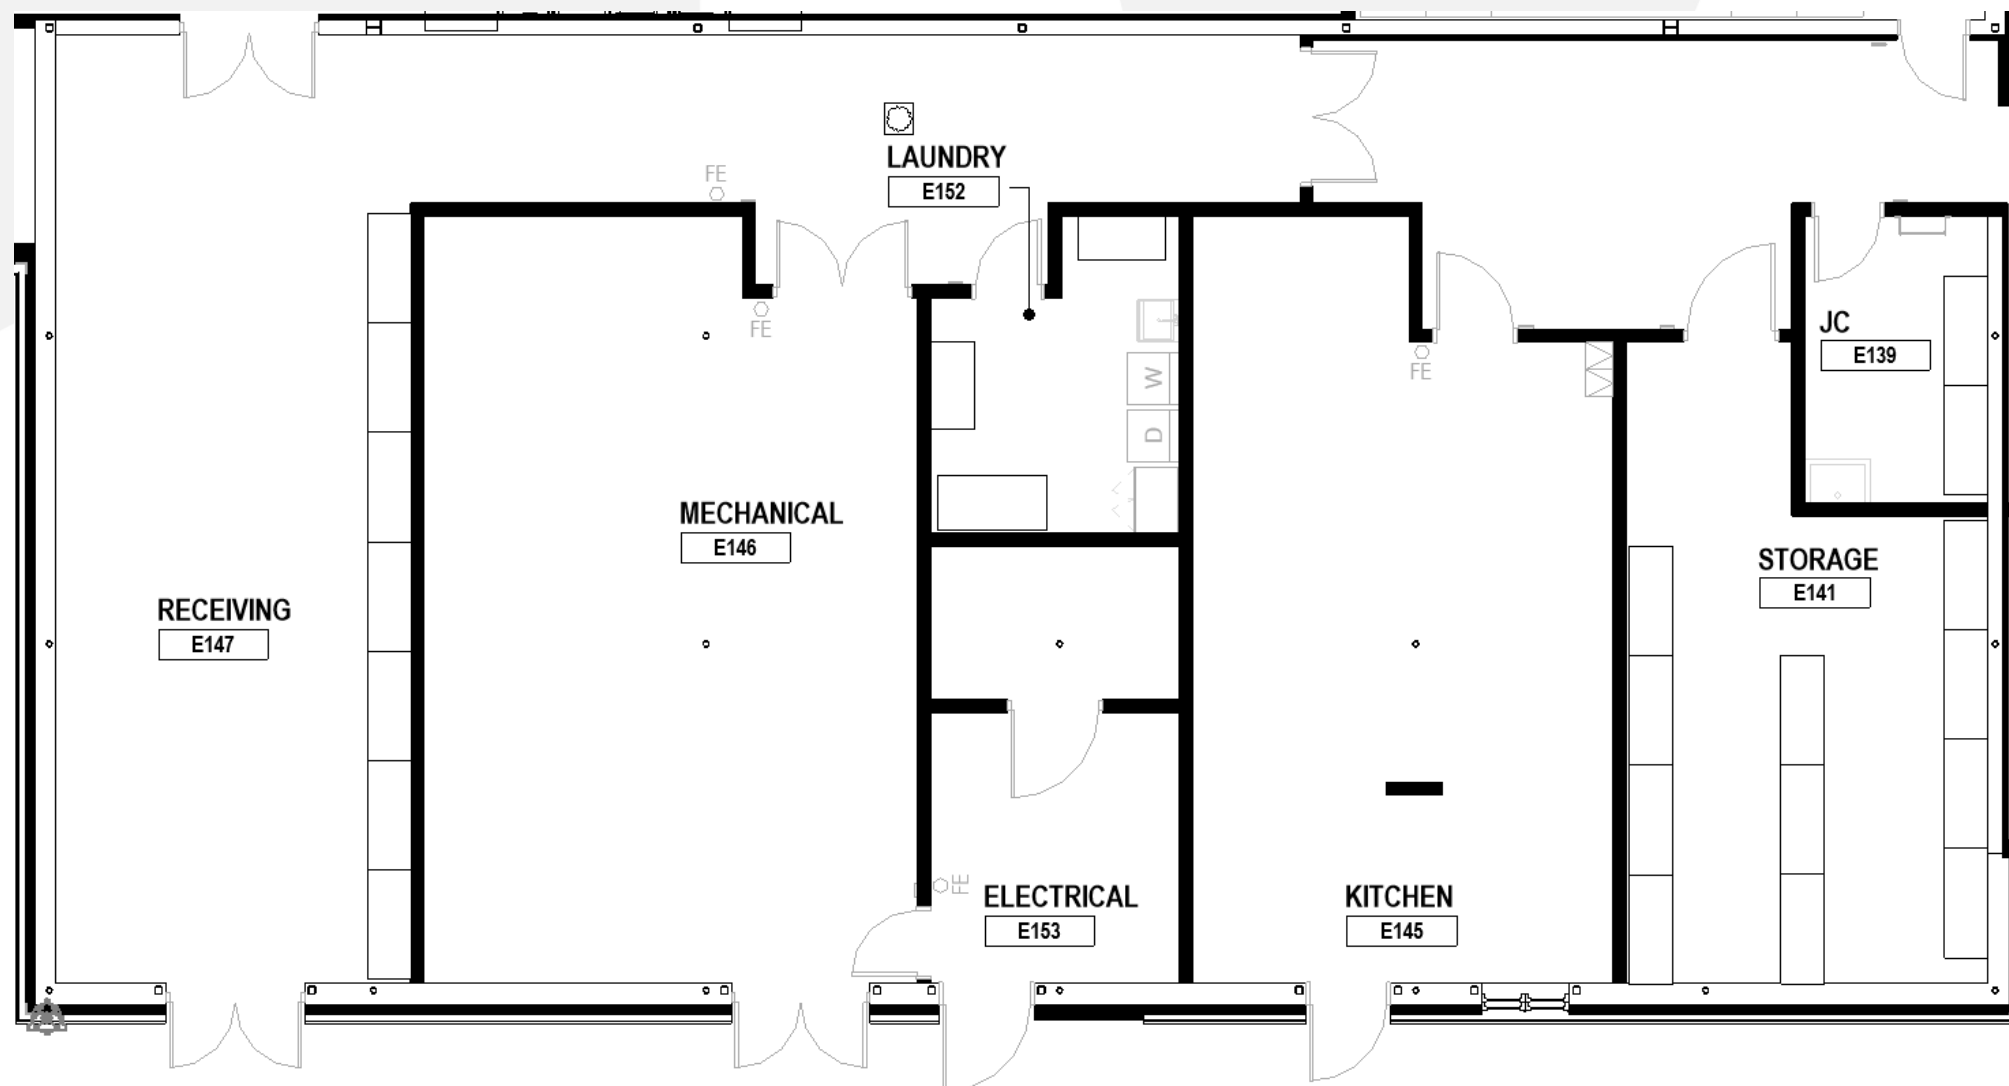 FE
LAUNDRY
E152
FE
JC
E139
FE
W
D
MECHANICAL
E146
STORAGE
E141
RECEIVING
E147
FE
ELECTRICAL
E153
KITCHEN
E145